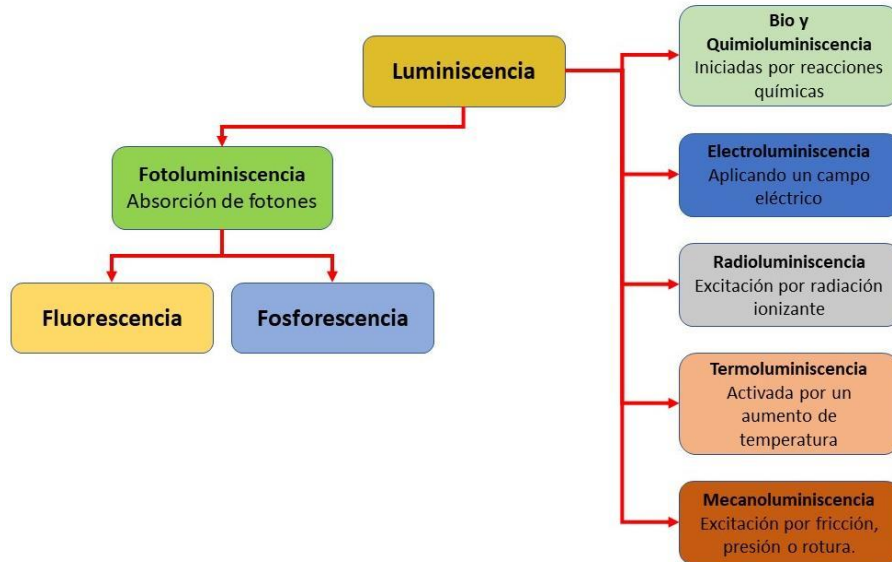 Luminiscencia
Fotoluminiscencia
Absorción de fotones
Fluorescencia
Fosforescencia
Bio y
Quimioluminiscencia
Iniciadas por reacciones
químicas
Electroluminiscencia
Aplicando un campo
eléctrico
Radioluminiscencia
Excitación por radiación
ionizante
Termoluminiscencia
Activada por un
aumento de
temperatura
Mecanoluminiscencia
Excitación por fricción,
presión o rotura.